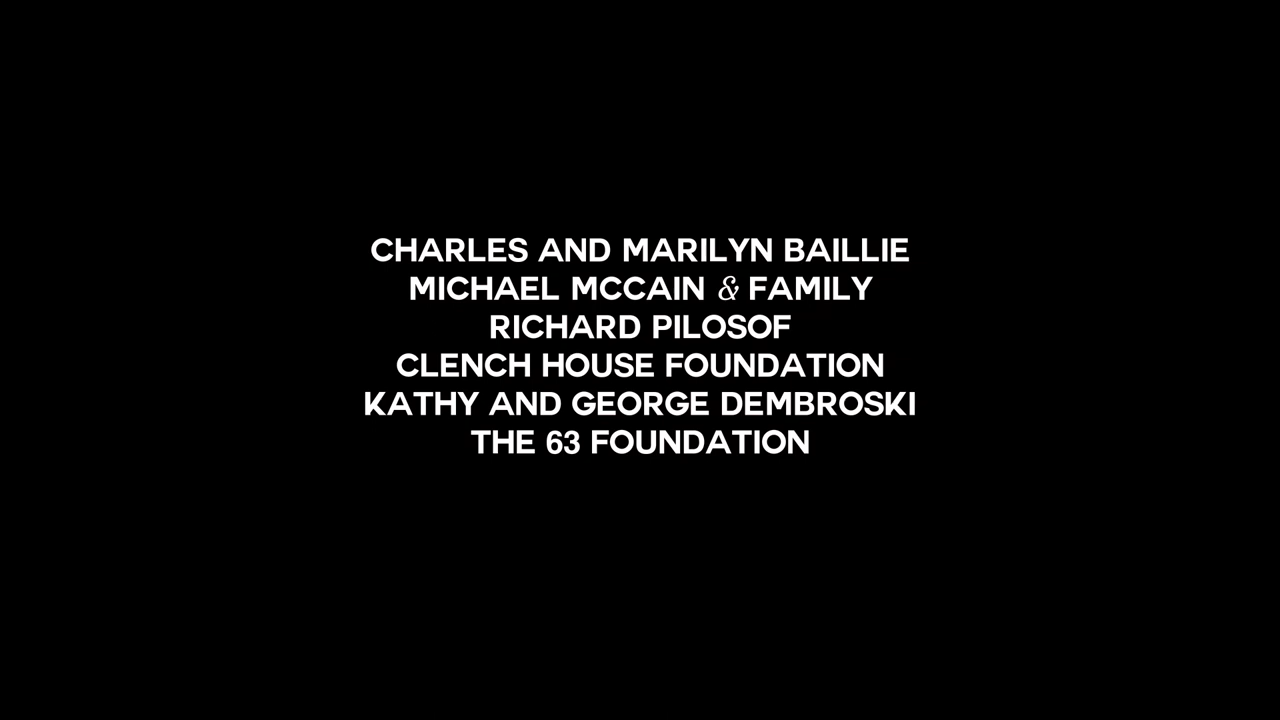 CHARLES AND MARILYN BAILLIE
MICHAEL MCCAIN & FAMILY
RICHARD PILOSOF
CLENCH HOUSE FOUNDATION
KATHY AND GEORGE DEMBROSKI
THE 63 FOUNDATION